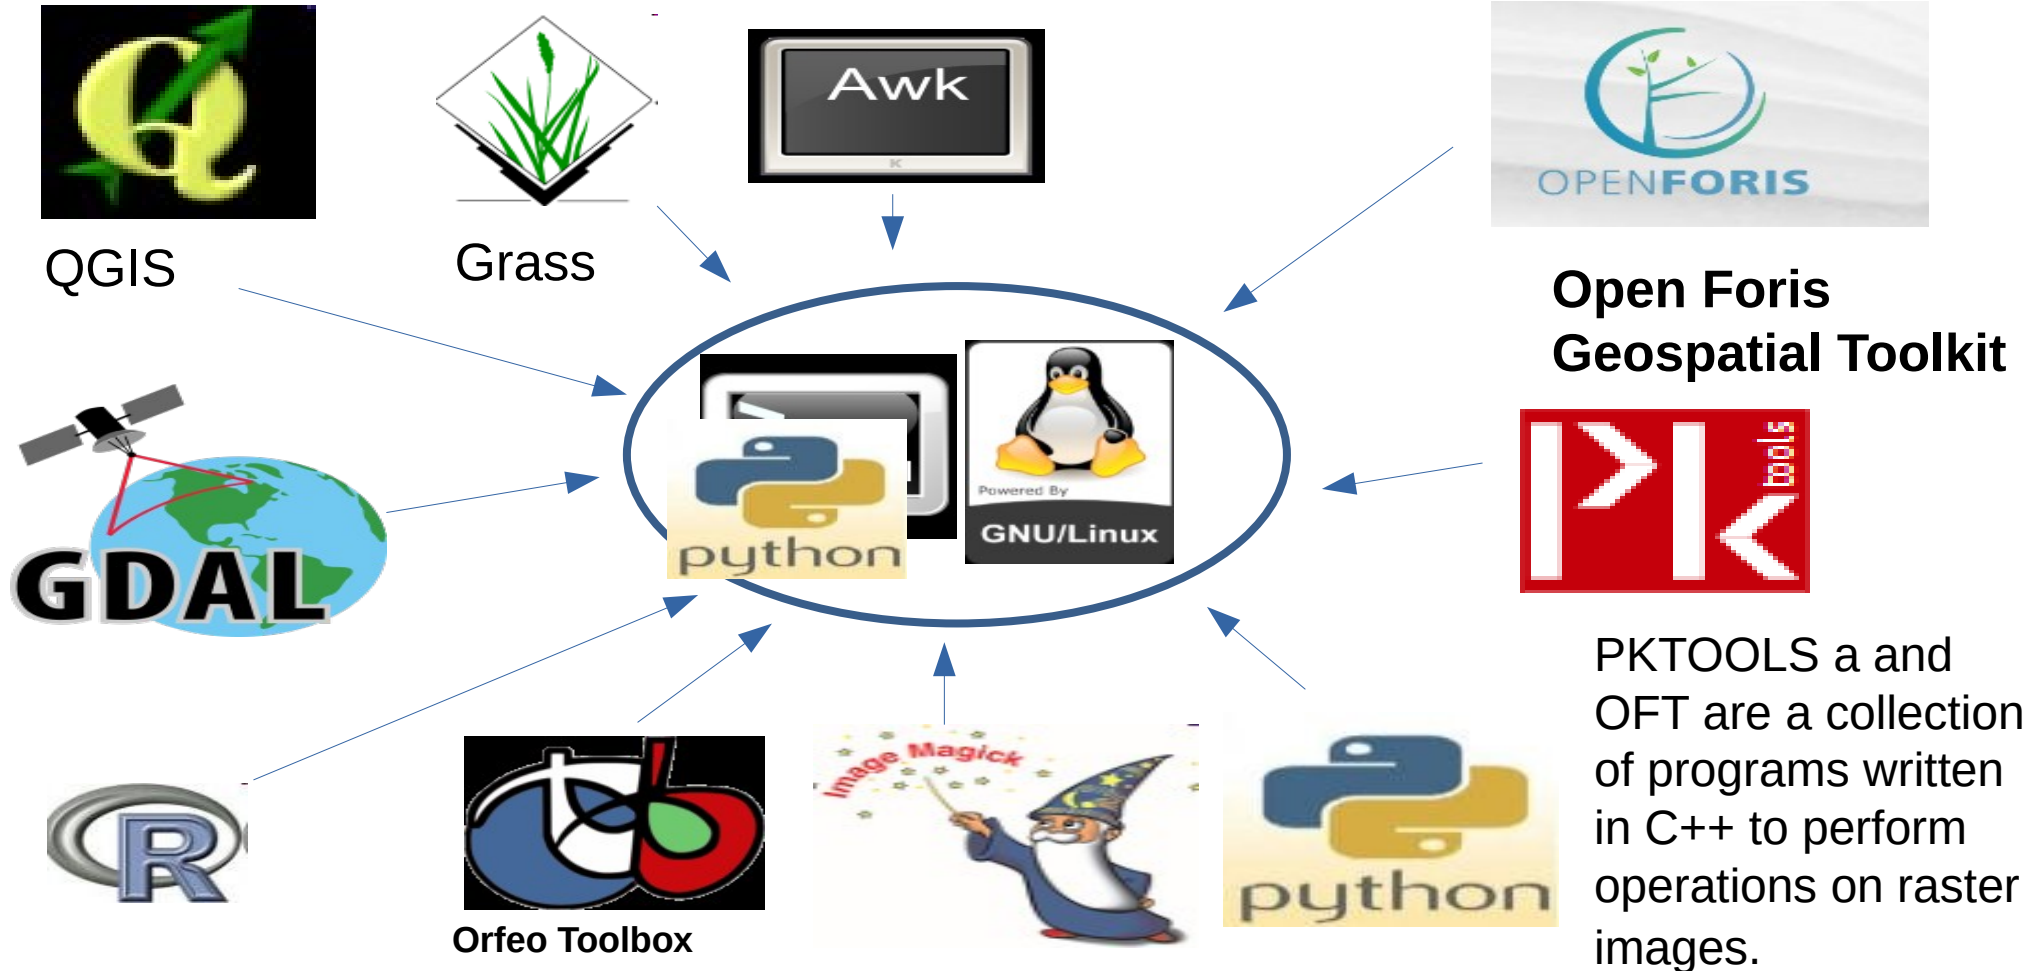 Awk
K
OPENFORIS
QGIS
Grass
Open Foris
Geospatial Toolkit
GDAL
python
Powered By
GNU/Linux
PK tools
PKTOOLS a and
OFT are a collection
of programs written
in C++ to perform
operations on raster
images.
R
Orfeo Toolbox
Image Magick
python